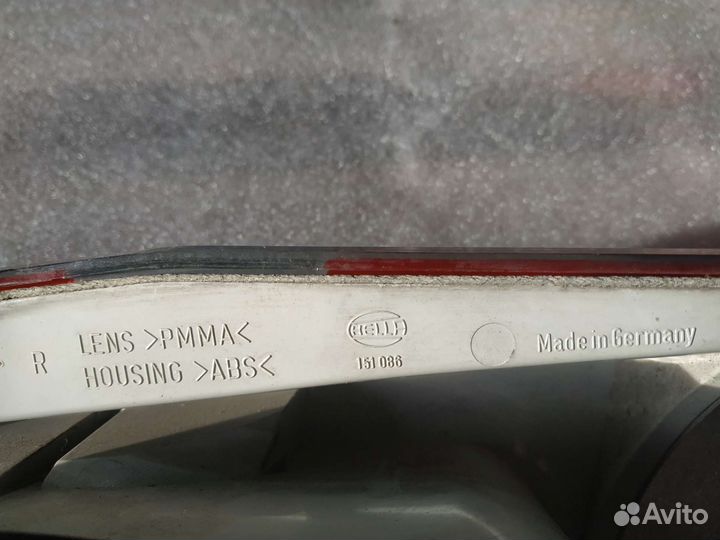 R
LENS >PMMA<
HOUSING >ABS<
HELLA
151 086
Made in Germany
Avito